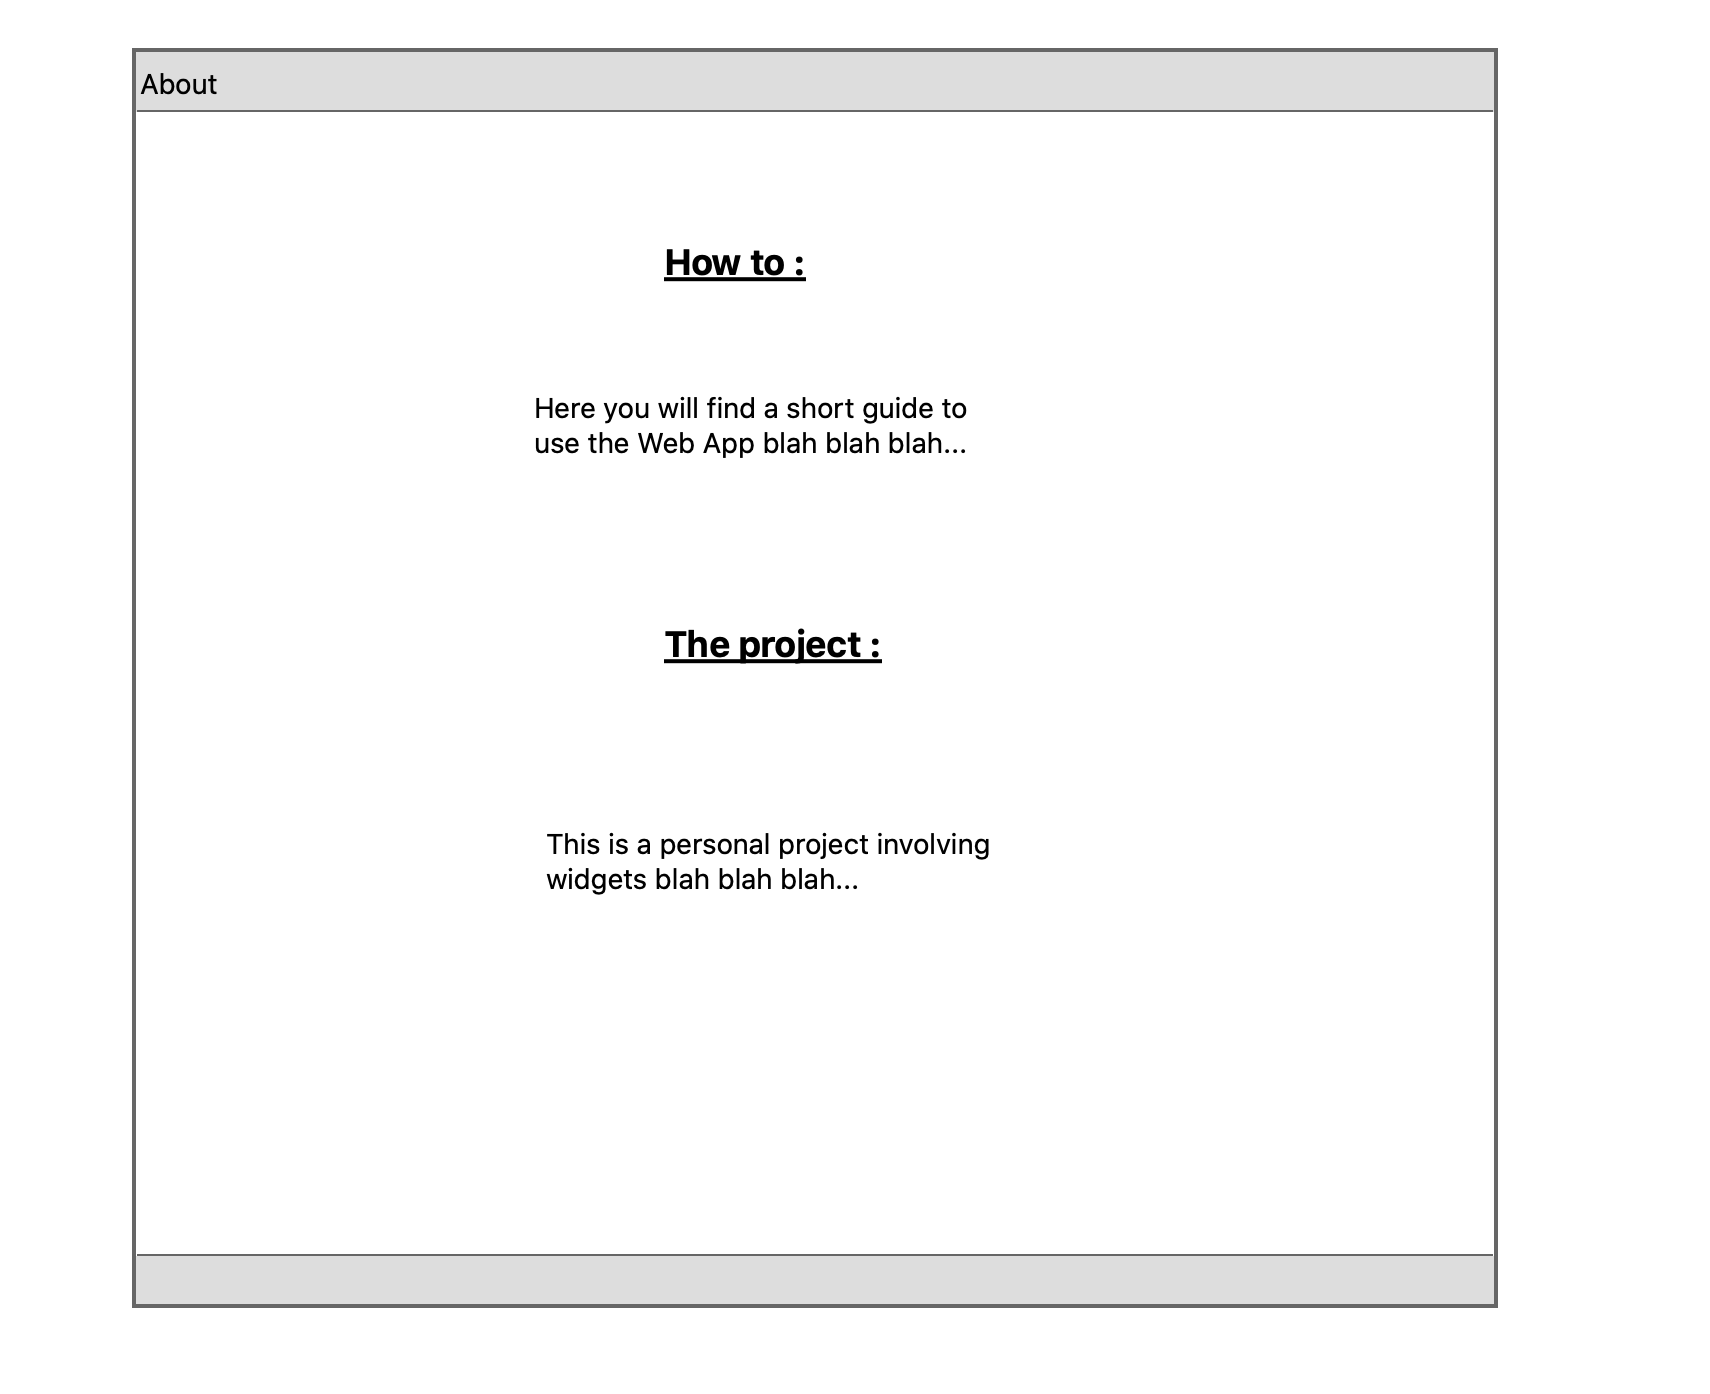 About
How to :
Here you will find a short guide to
use the Web App blah blah blah...
The project :
This is a personal project involving
widgets blah blah blah...